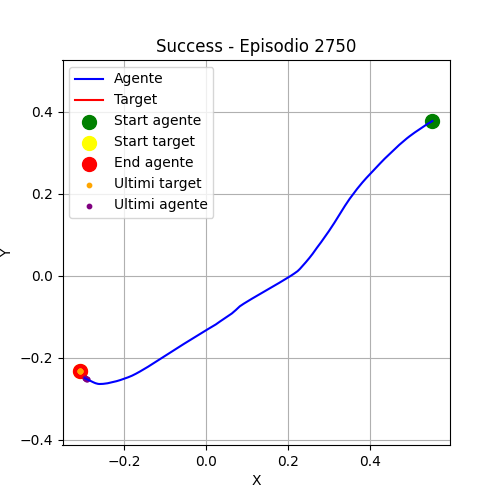 Success - Episodio 2750
Agente
Target
Start agente
Start target
End agente
Ultimi target
Ultimi agente
0.4
0.2
0.0
−0.2
−0.4
Y
−0.2
0.0
0.2
0.4
X